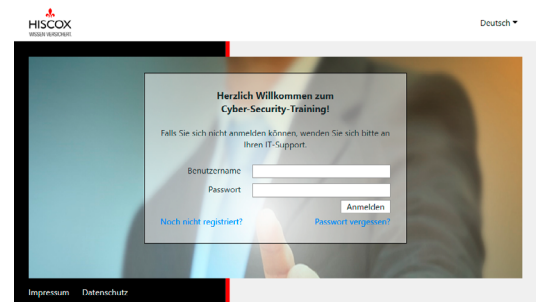 HISCOX
WISSEN VERSICHERT.
Deutsch
Herzlich Willkommen zum
Cyber-Security-Training!
Falls Sie sich nicht anmelden können, wenden Sie sich bitte an
Ihren IT-Support.
Benutzername
Passwort
Anmelden
Noch nicht registriert? Passwort vergessen?
Impressum Datenschutz